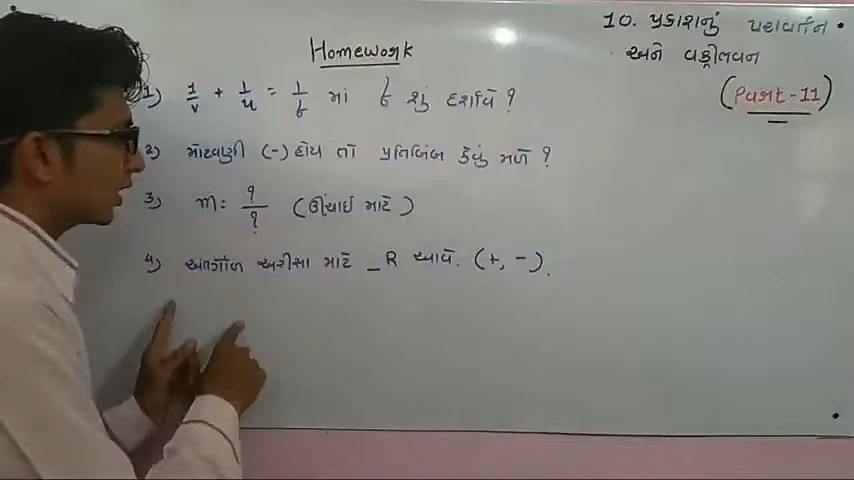 Homework
1) 1/v + 1/u = 1/f માં f શું દર્શાવે ?
2) મોટવણી (-) હોય તો પ્રતિબિંબ કેવું મળે ?
3) m: ?/? (ઊંચાઈ માટે)
4) અંતર્ગોળ અરીસા માટે _R આવે. (+, -).
10. પ્રકાશનું પરાવર્તન
અને વક્રીભવન
(Part-11)